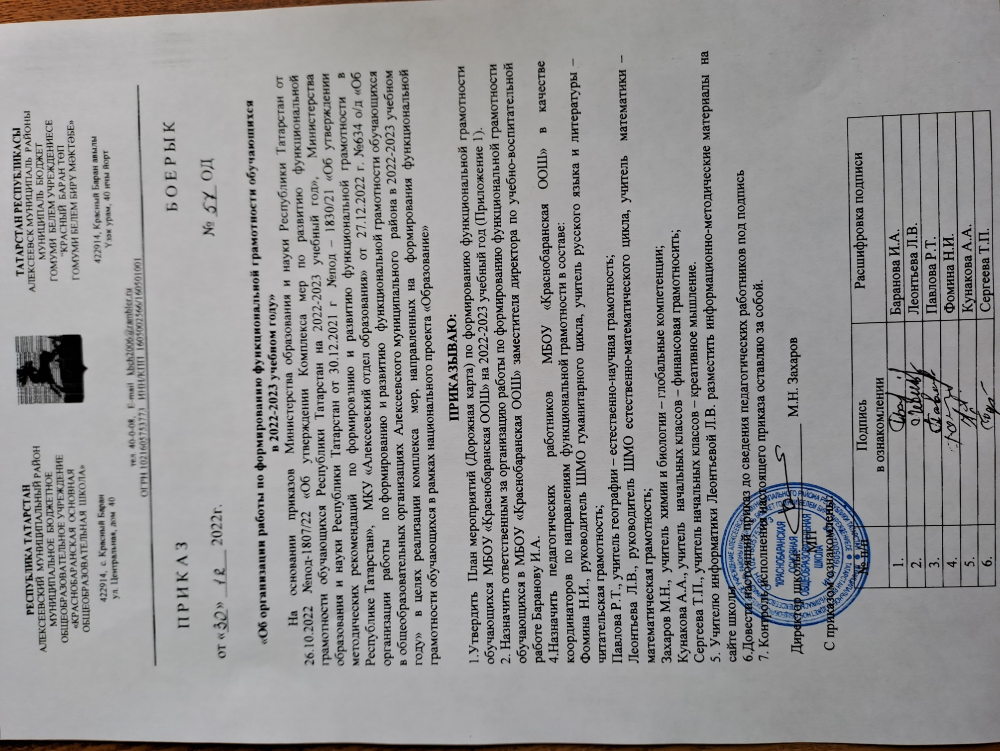 РЕСПУБЛИКА ТАТАРСТАН
АЛЕКСЕЕВСКИЙ МУНИЦИПАЛЬНЫЙ РАЙОН
МУНИЦИПАЛЬНОЕ БЮДЖЕТНОЕ
ОБЩЕОБРАЗОВАТЕЛЬНОЕ УЧРЕЖДЕНИЕ
«КРАСНОБАРАНСКАЯ ОСНОВНАЯ
ОБЩЕОБРАЗОВАТЕЛЬНАЯ ШКОЛА»
422914, с. Красный Баран
ул. Центральная, дом 40
ТАТАРСТАН РЕСПУБЛИКАСЫ
АЛЕКСЕЕВСК МУНИЦИПАЛЬ РАЙОНЫ
МУНИЦИПАЛЬ БЮДЖЕТ
ГОМУМИ БЕЛЕМ УЧРЕЖДЕНИЕСЕ
"КРАСНЫЙ БАРАН ТӨП
ГОМУМИ БЕЛЕМ БИРҮ МӘКТӘБЕ»
422914, Красный Баран авылы
Үзәк урам, 40 нчы йорт
тел. 40-0-08, E-mail kbch2006@rambler.ru
ОГРН 1021605753773 ИНН/КПП 1605002566/160501001
ПРИКАЗ БОЕРЫК
от «30» 12 2022г. № 57 ОД
«Об организации работы по формированию функциональной грамотности обучающихся
в 2022-2023 учебном году»
На основании приказов Министерства образования и науки Республики Татарстан от
26.10.2022 №под-1807/22 «Об утверждении Комплекса мер по развитию функциональной
грамотности обучающихся Республики Татарстан на 2022-2023 учебный год», Министерства
образования и науки Республики Татарстан от 30.12.2021 г №под – 1830/21 «Об утверждении
методических рекомендаций по формированию и развитию функциональной грамотности в
Республике Татарстан», МКУ «Алексеевский отдел образования» от 27.12.2022 г. №634 о/д «Об
организации работы по формированию и развитию функциональной грамотности обучающихся
в общеобразовательных организациях Алексеевского муниципального района в 2022-2023 учебном
году» в целях реализации комплекса мер, направленных на формирования функциональной
грамотности обучающихся в рамках национального проекта «Образование»
ПРИКАЗЫВАЮ:
1.Утвердить План мероприятий (Дорожная карта) по формированию функциональной грамотности
обучающихся МБОУ «Краснобаранская ООШ» на 2022-2023 учебный год (Приложение 1).
2. Назначить ответственным за организацию работы по формированию функциональной грамотности
обучающихся в МБОУ «Краснобаранская ООШ» заместителя директора по учебно-воспитательной
работе Баранову И.А.
4.Назначить педагогических работников МБОУ «Краснобаранская ООШ» в качестве
координаторов по направлениям функциональной грамотности в составе:
Фомина Н.И., руководитель ШМО гуманитарного цикла, учитель русского языка и литературы –
читательская грамотность;
Павлова Р.Т., учитель географии – естественно-научная грамотность;
Леонтьева Л.В., руководитель ШМО естественно-математического цикла, учитель математики –
математическая грамотность;
Захаров М.Н., учитель химии и биологии – глобальные компетенции;
Кунакова А.А., учитель начальных классов – финансовая грамотносить;
Сергеева Т.П., учитель начальных классов – креативное мышление.
5. Учителю информатики Леонтьевой Л.В. разместить информационно-методические материалы на
сайте школы
6.Довести настоящий приказ до сведения педагогических работников под подпись
7. Контроль исполнения настоящего приказа оставляю за собой.
Директор школы: М.Н. Захаров
МП
С приказом ознакомлены:
"КРАСНОБАРАНСКАЯ
ОСНОВНАЯ
ОБЩЕОБРАЗОВАТЕЛЬНАЯ
ШКОЛА
№ п/п Подпись Расшифровка подписи
в ознакомлении
1. Баранова И.А.
2. Леонтьева Л.В.
3. Павлова Р.Т.
4. Фомина Н.И.
5. Кунакова А.А.
6. Сергеева Т.П.